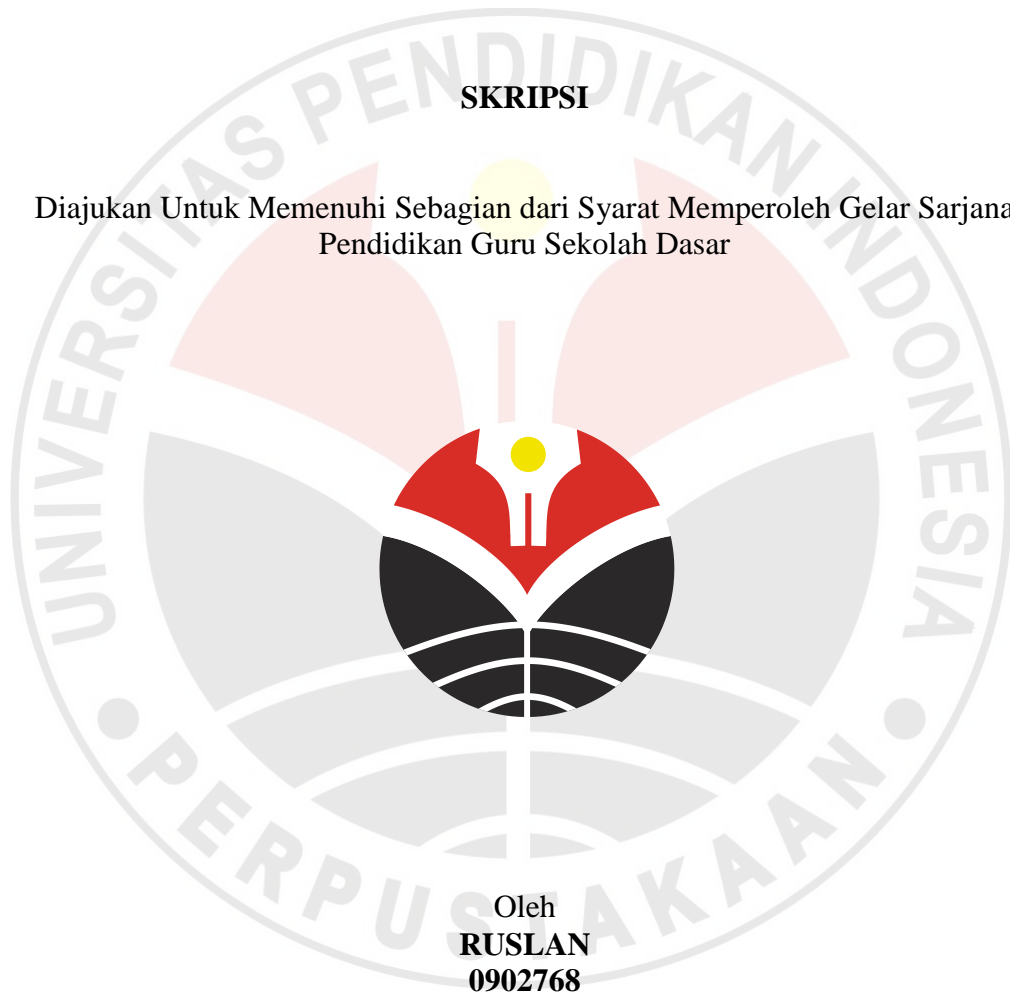 SKRIPSI
Diajukan Untuk Memenuhi Sebagian dari Syarat Memperoleh Gelar Sarjana
Pendidikan Guru Sekolah Dasar
UNIVERSITAS PENDIDIKAN INDONESIA
PERPUSTAKAAN
Oleh
RUSLAN
0902768